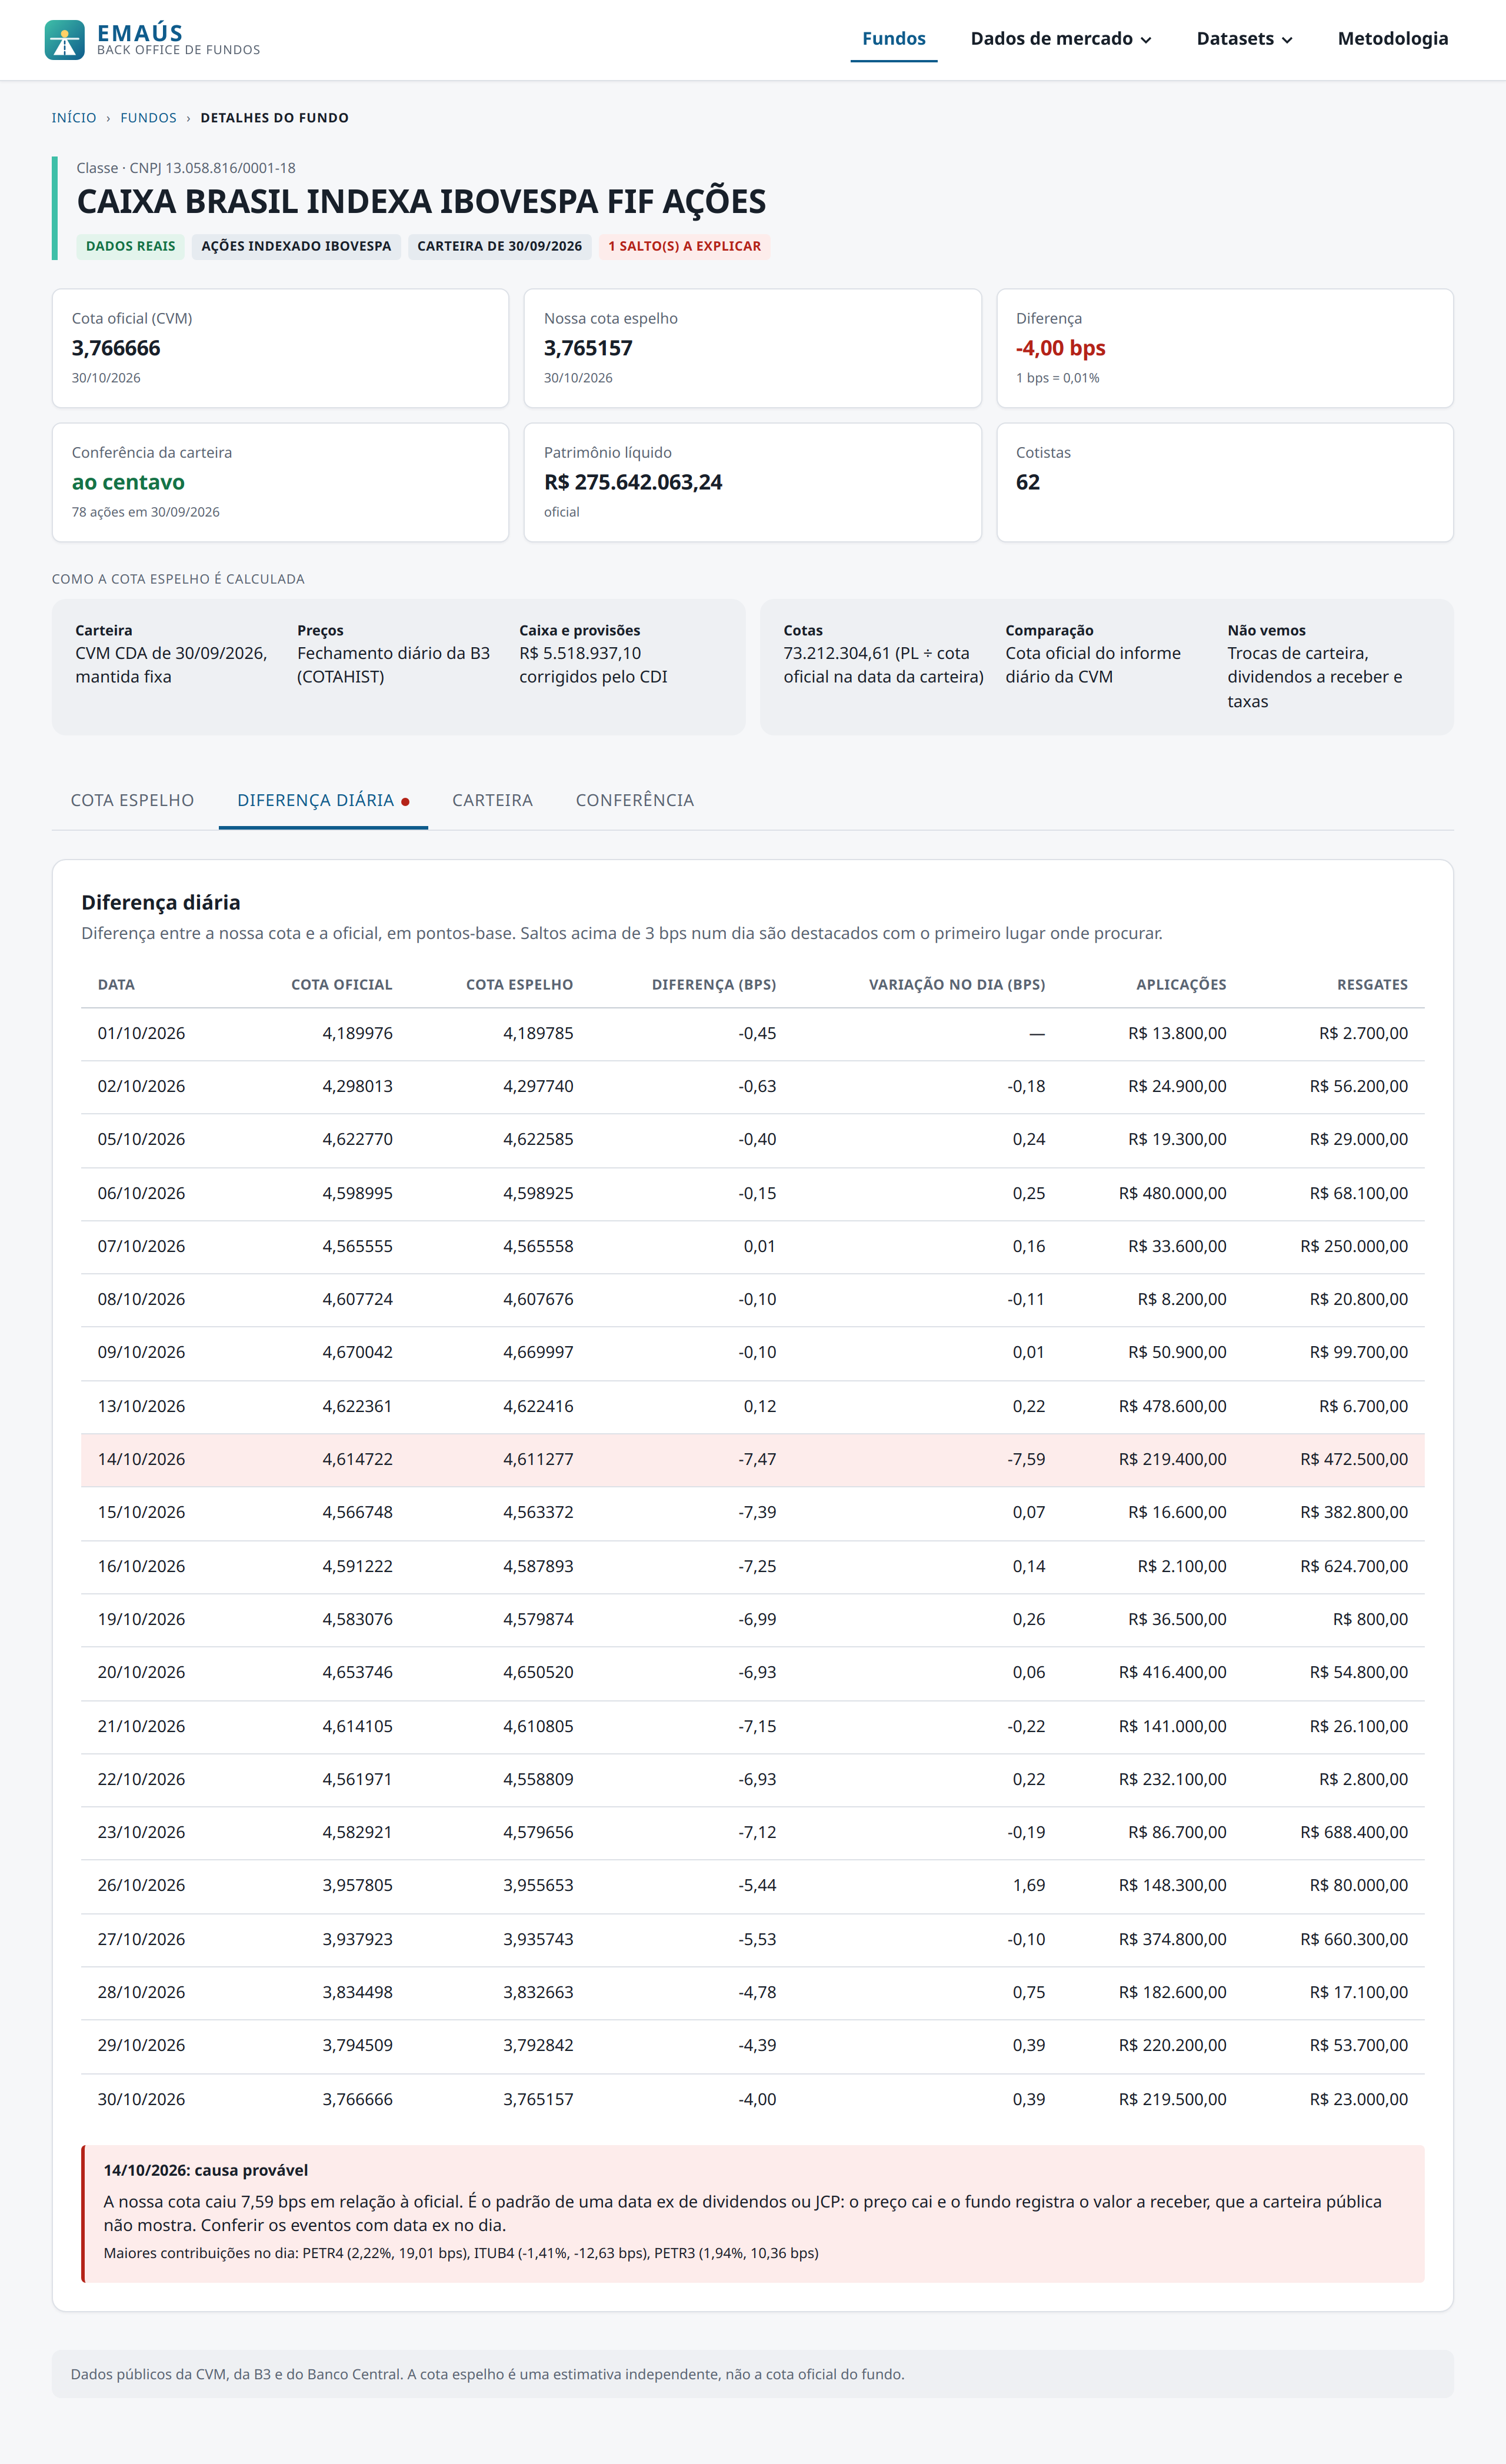 EMAÚS
BACK OFFICE DE FUNDOS
Fundos
Dados de mercado
Datasets
Metodologia
INÍCIO › FUNDOS › DETALHES DO FUNDO
Classe · CNPJ 13.058.816/0001-18
CAIXA BRASIL INDEXA IBOVESPA FIF AÇÕES
DADOS REAIS
AÇÕES INDEXADO IBOVESPA
CARTEIRA DE 30/09/2026
1 SALTO(S) A EXPLICAR
Cota oficial (CVM)
3,766666
30/10/2026
Nossa cota espelho
3,765157
30/10/2026
Diferença
-4,00 bps
1 bps = 0,01%
Conferência da carteira
ao centavo
78 ações em 30/09/2026
Patrimônio líquido
R$ 275.642.063,24
oficial
Cotistas
62
COMO A COTA ESPELHO É CALCULADA
Carteira
CVM CDA de 30/09/2026,
mantida fixa
Preços
Fechamento diário da B3
(COTAHIST)
Caixa e provisões
R$ 5.518.937,10
corrigidos pelo CDI
Cotas
73.212.304,61 (PL ÷ cota
oficial na data da carteira)
Comparação
Cota oficial do informe
diário da CVM
Não vemos
Trocas de carteira,
dividendos a receber e
taxas
COTA ESPELHO
DIFERENÇA DIÁRIA
CARTEIRA
CONFERÊNCIA
Diferença diária
Diferença entre a nossa cota e a oficial, em pontos-base. Saltos acima de 3 bps num dia são destacados com o primeiro lugar onde procurar.
DATA COTA OFICIAL COTA ESPELHO DIFERENÇA (BPS) VARIAÇÃO NO DIA (BPS) APLICAÇÕES RESGATES
01/10/2026 4,189976 4,189785 -0,45 — R$ 13.800,00 R$ 2.700,00
02/10/2026 4,298013 4,297740 -0,63 -0,18 R$ 24.900,00 R$ 56.200,00
05/10/2026 4,622770 4,622585 -0,40 0,24 R$ 19.300,00 R$ 29.000,00
06/10/2026 4,598995 4,598925 -0,15 0,25 R$ 480.000,00 R$ 68.100,00
07/10/2026 4,565555 4,565558 0,01 0,16 R$ 33.600,00 R$ 250.000,00
08/10/2026 4,607724 4,607676 -0,10 -0,11 R$ 8.200,00 R$ 20.800,00
09/10/2026 4,670042 4,669997 -0,10 0,01 R$ 50.900,00 R$ 99.700,00
13/10/2026 4,622361 4,622416 0,12 0,22 R$ 478.600,00 R$ 6.700,00
14/10/2026 4,614722 4,611277 -7,47 -7,59 R$ 219.400,00 R$ 472.500,00
15/10/2026 4,566748 4,563372 -7,39 0,07 R$ 16.600,00 R$ 382.800,00
16/10/2026 4,591222 4,587893 -7,25 0,14 R$ 2.100,00 R$ 624.700,00
19/10/2026 4,583076 4,579874 -6,99 0,26 R$ 36.500,00 R$ 800,00
20/10/2026 4,653746 4,650520 -6,93 0,06 R$ 416.400,00 R$ 54.800,00
21/10/2026 4,614105 4,610805 -7,15 -0,22 R$ 141.000,00 R$ 26.100,00
22/10/2026 4,561971 4,558809 -6,93 0,22 R$ 232.100,00 R$ 2.800,00
23/10/2026 4,582921 4,579656 -7,12 -0,19 R$ 86.700,00 R$ 688.400,00
26/10/2026 3,957805 3,955653 -5,44 1,69 R$ 148.300,00 R$ 80.000,00
27/10/2026 3,937923 3,935743 -5,53 -0,10 R$ 374.800,00 R$ 660.300,00
28/10/2026 3,834498 3,832663 -4,78 0,75 R$ 182.600,00 R$ 17.100,00
29/10/2026 3,794509 3,792842 -4,39 0,39 R$ 220.200,00 R$ 53.700,00
30/10/2026 3,766666 3,765157 -4,00 0,39 R$ 219.500,00 R$ 23.000,00
14/10/2026: causa provável
A nossa cota caiu 7,59 bps em relação à oficial. É o padrão de uma data ex de dividendos ou JCP: o preço cai e o fundo registra o valor a receber, que a carteira pública
não mostra. Conferir os eventos com data ex no dia.
Maiores contribuições no dia: PETR4 (2,22%, 19,01 bps), ITUB4 (-1,41%, -12,63 bps), PETR3 (1,94%, 10,36 bps)
Dados públicos da CVM, da B3 e do Banco Central. A cota espelho é uma estimativa independente, não a cota oficial do fundo.